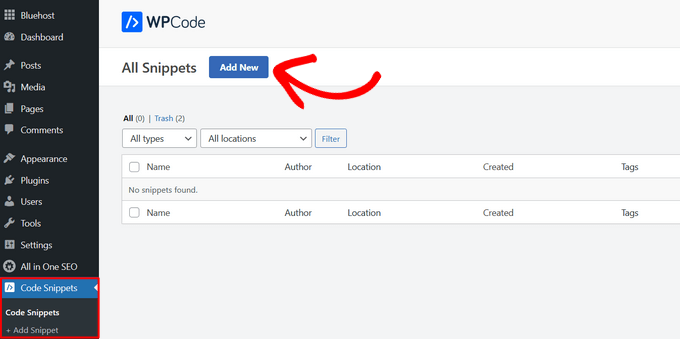 Bluehost
Dashboard
Posts
Media
Pages
Comments
Appearance
Plugins
Users
Tools
Settings
All in One SEO
Code Snippets
Code Snippets
+ Add Snippet
WPCode
All Snippets Add New
All (0) | Trash (2)
All types All locations Filter
Name Author Location Created Tags
No snippets found.
Name Author Location Created Tags